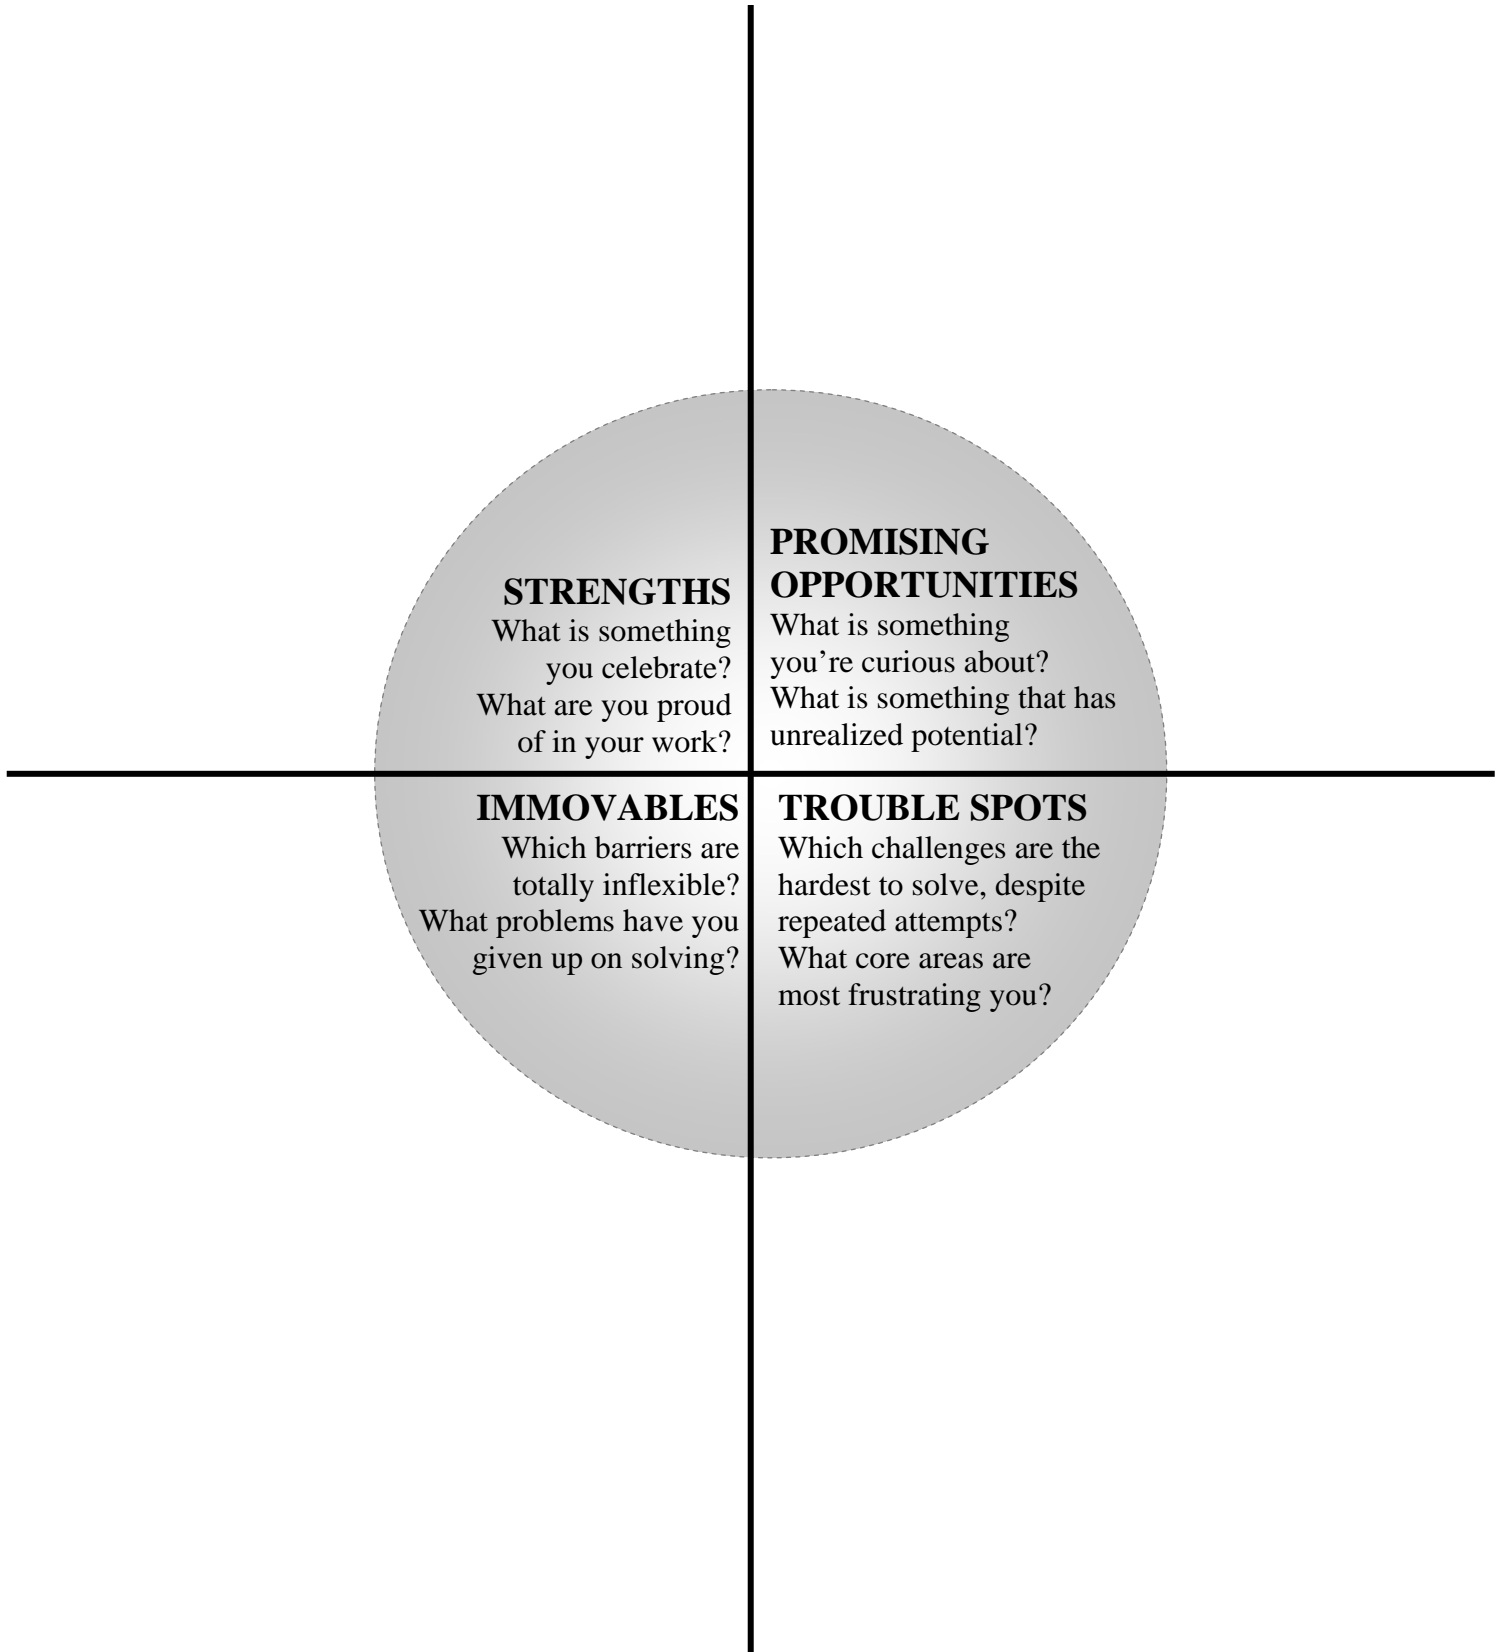 STRENGTHS
What is something
you celebrate?
What are you proud
of in your work?
PROMISING
OPPORTUNITIES
What is something
you’re curious about?
What is something that has
unrealized potential?
IMMOVABLES
Which barriers are
totally inflexible?
What problems have you
given up on solving?
TROUBLE SPOTS
Which challenges are the
hardest to solve, despite
repeated attempts?
What core areas are
most frustrating you?